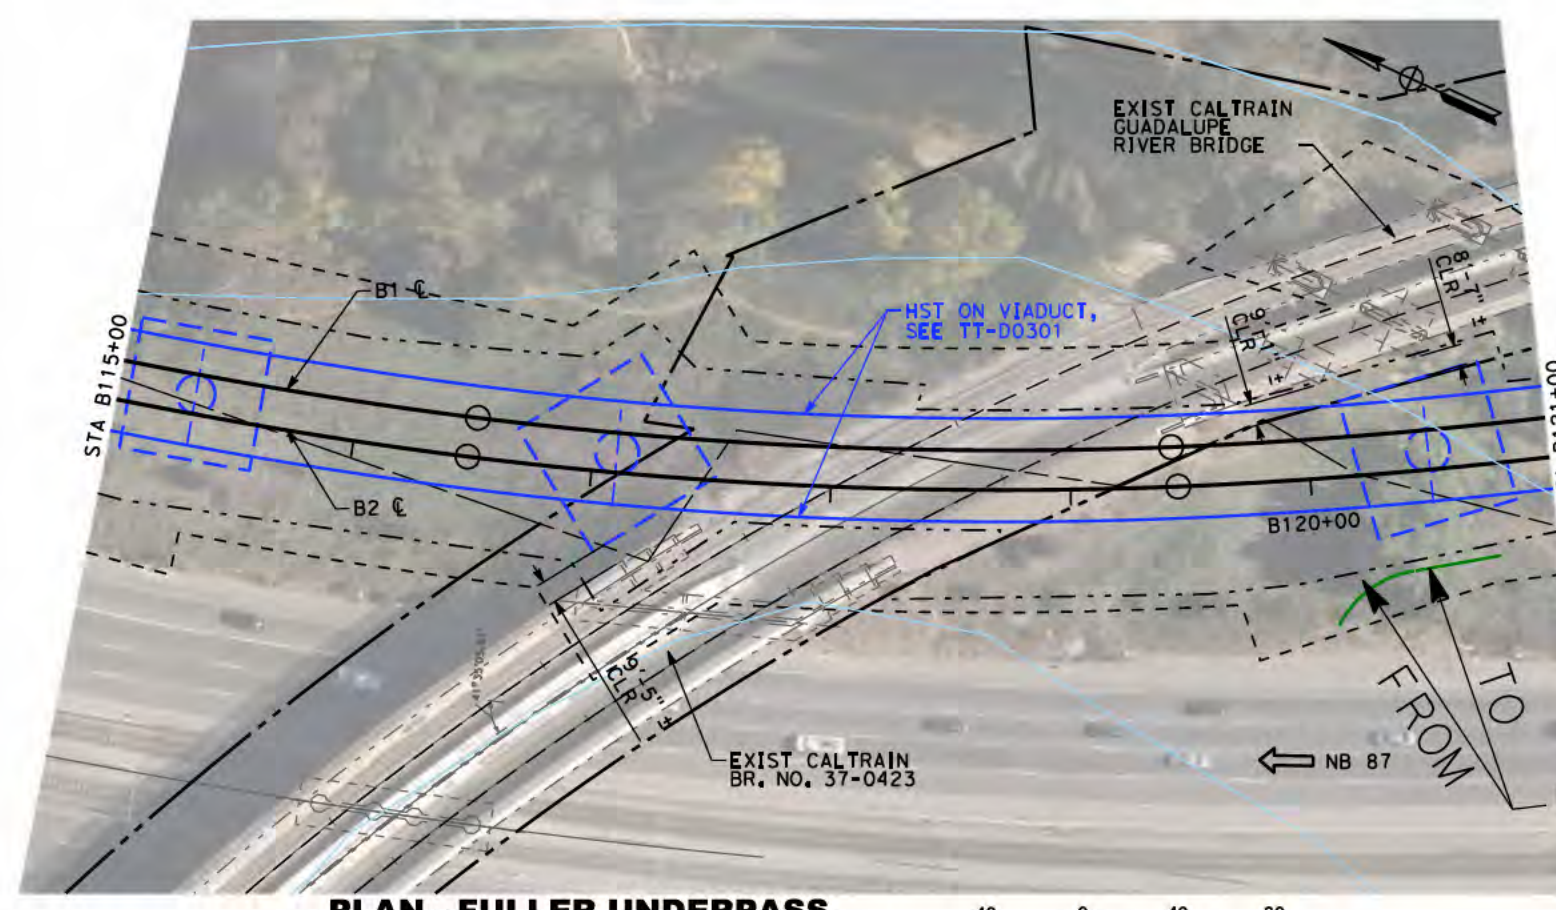 EXIST CALTRAIN
GUADALUPE
RIVER BRIDGE
B1 ℄
HST ON VIADUCT,
SEE TT-D0301
8'-7" ±
CLR
CLR
STA B115+00
B2 ℄
B120+00
9'-5" ±
CLR
TO
FROM
EXIST CALTRAIN
BR. NO. 37-0423
NB 87
PLAN - FULLER UNDERPASS